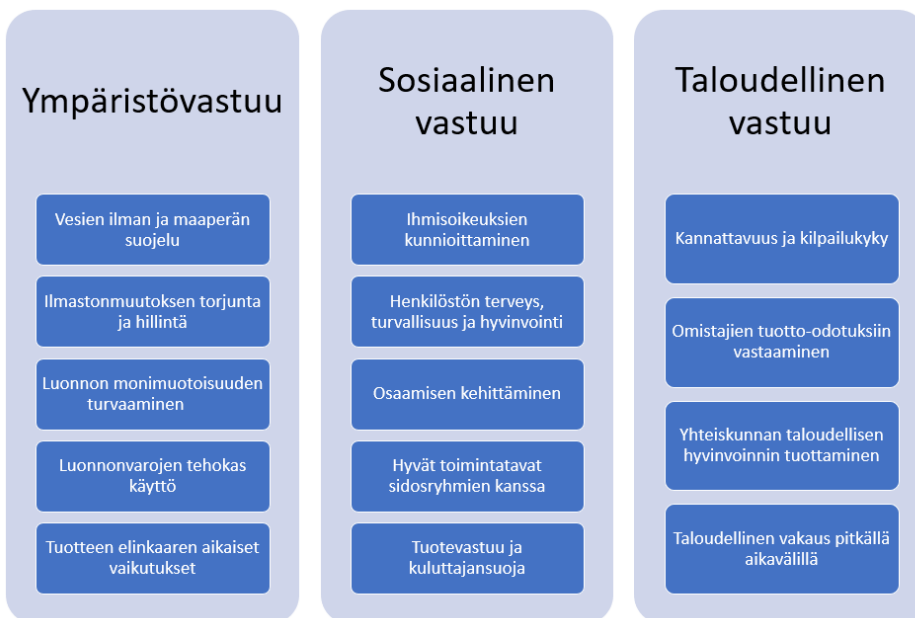 Ympäristövastuu
Vesien ilman ja maaperän
suojelu
Ilmastonmuutoksen torjunta
ja hillintä
Luonnon monimuotoisuuden
turvaaminen
Luonnonvarojen tehokas
käyttö
Tuotteen elinkaaren aikaiset
vaikutukset
Sosiaalinen
vastuu
Ihmisoikeuksien
kunnioittaminen
Henkilöstön terveys,
turvallisuus ja hyvinvointi
Osaamisen kehittäminen
Hyvät toimintatavat
sidosryhmien kanssa
Tuotevastuu ja
kuluttajansuoja
Taloudellinen
vastuu
Kannattavuus ja kilpailukyky
Omistajien tuotto-odotuksiin
vastaaminen
Yhteiskunnan taloudellisen
hyvinvoinnin tuottaminen
Taloudellinen vakaus pitkällä
aikavälillä